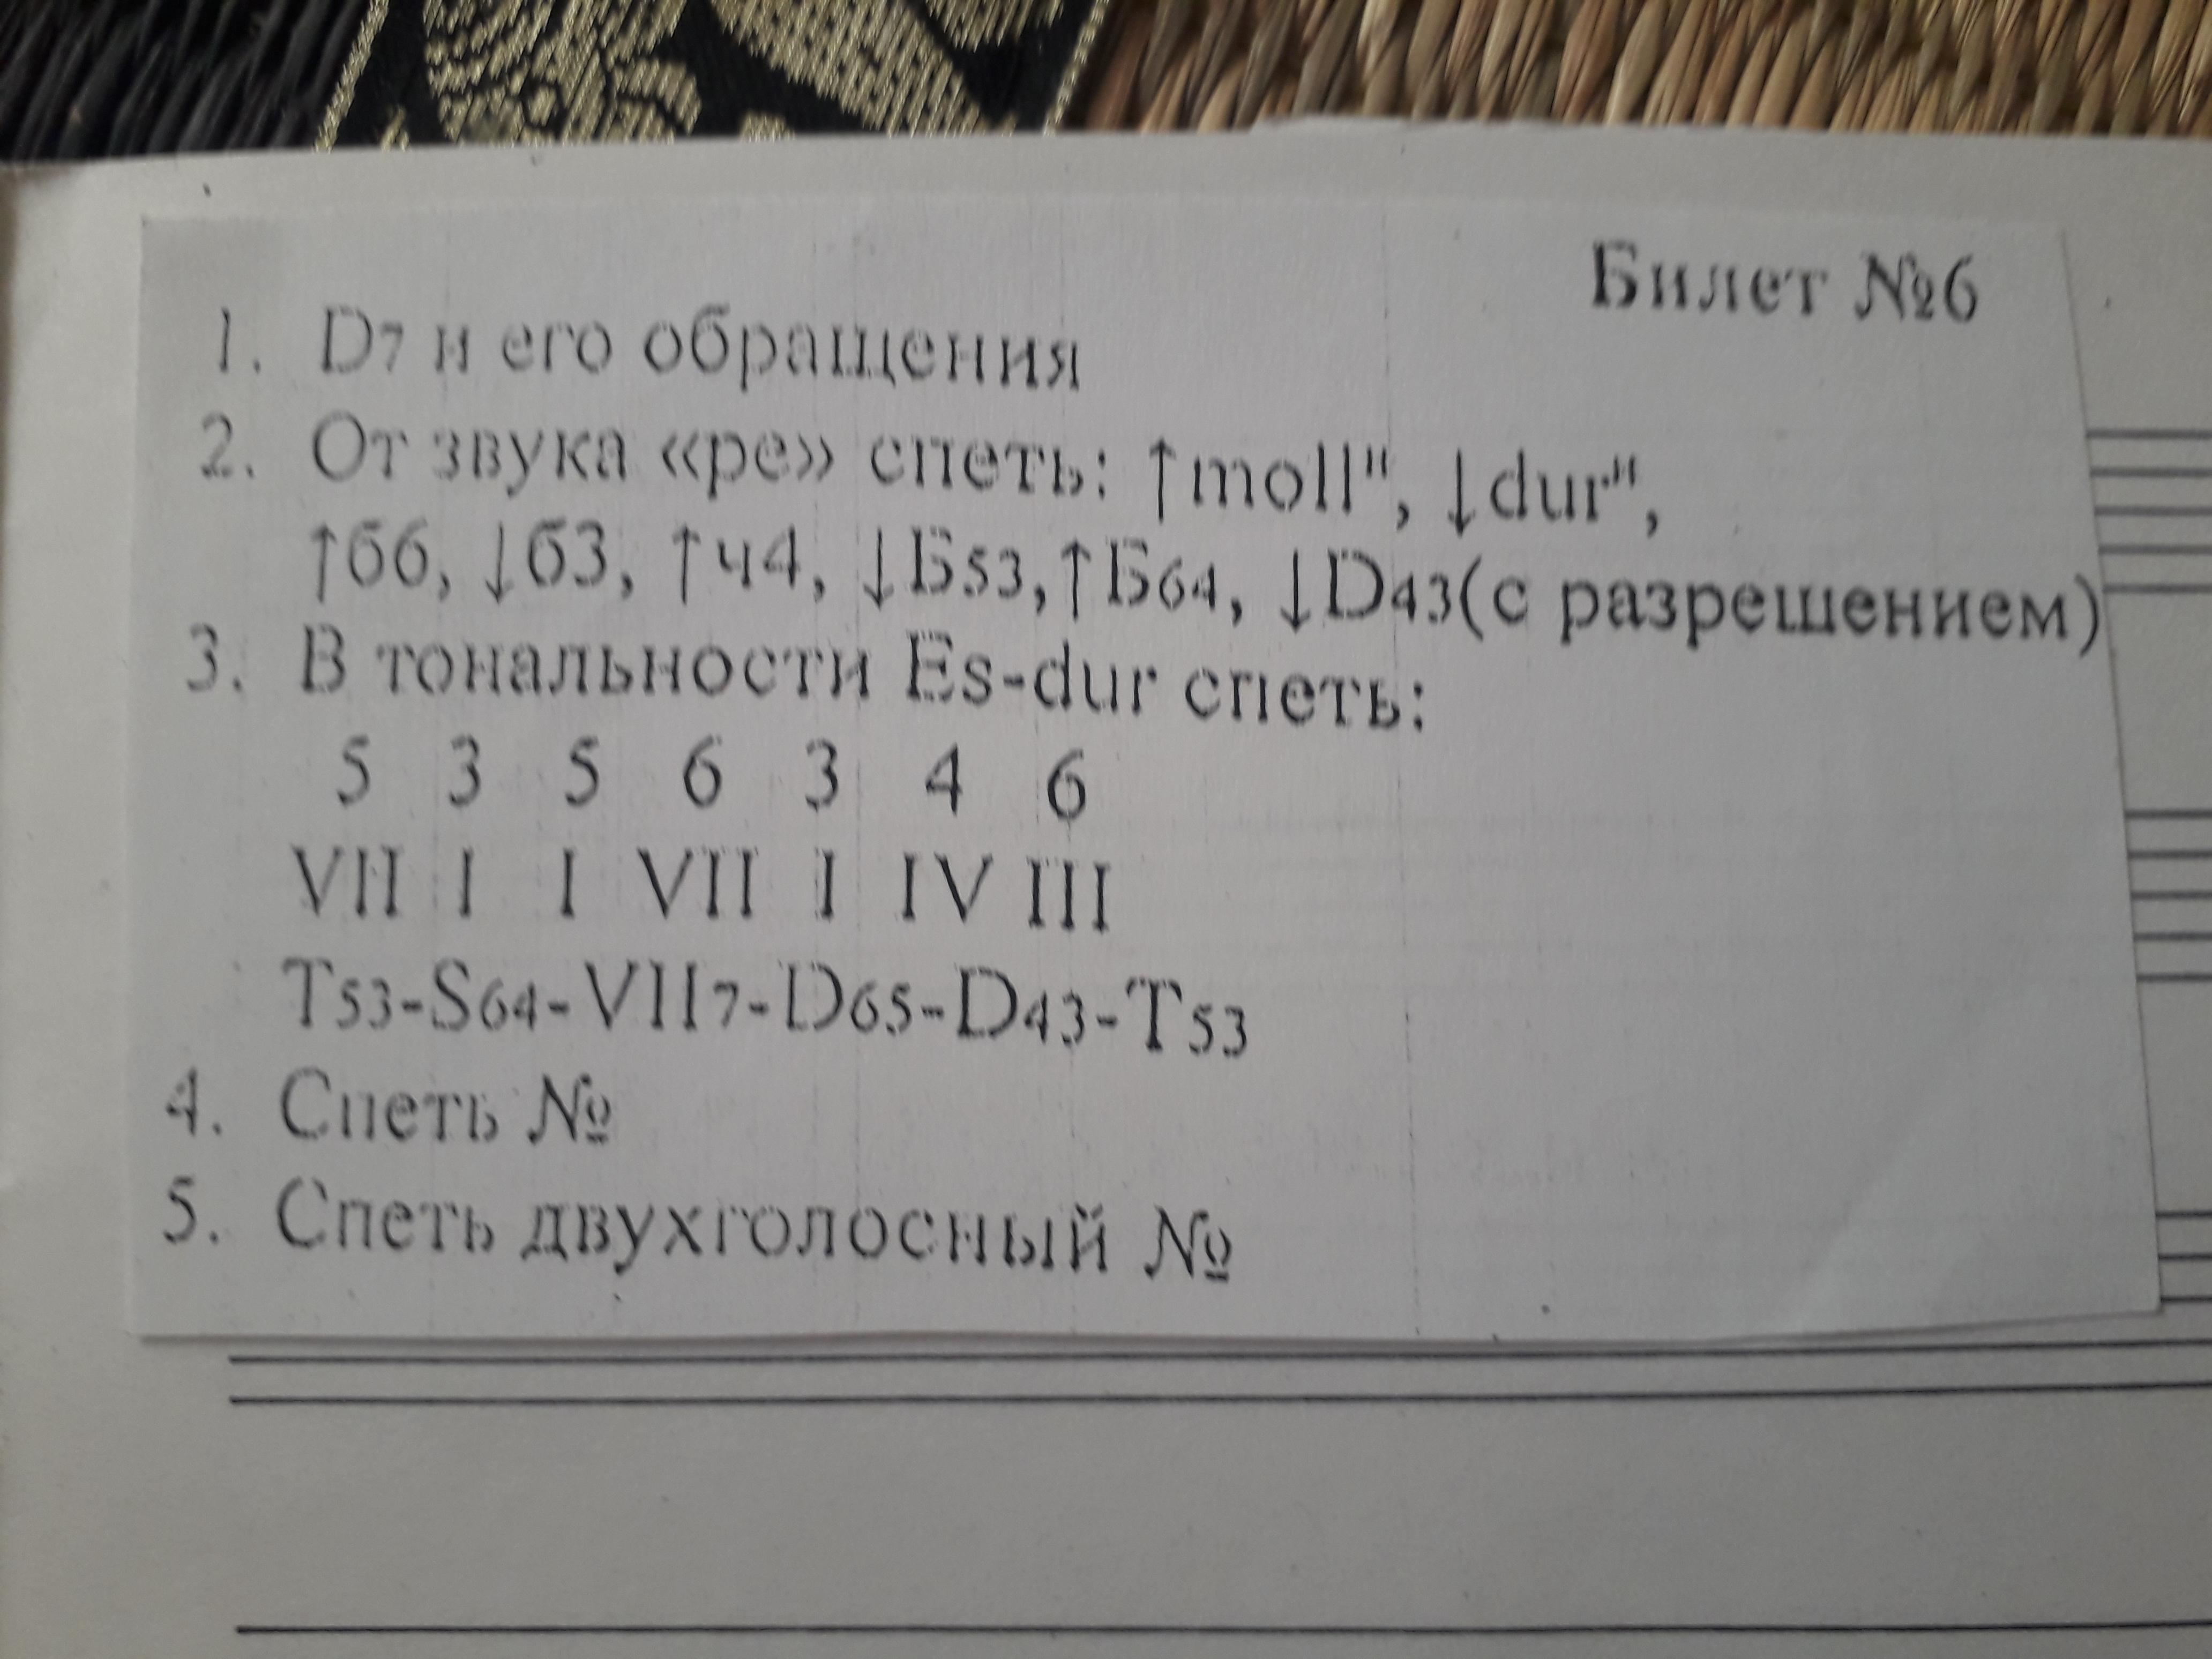 Билет №6
1. D7 и его обращения
2. От звука «ре» спеть: ↑moll", ↓dur",
↑б6, ↓б3, ↑ч4, ↓Б53,↑Б64, ↓D43(с разрешением)
3. В тональности Es-dur спеть:
5 3 5 6 3 4 6
VII I I VII I IV III
T53-S64-VII7-D65-D43-T53
4. Спеть №
5. Спеть двухголосный №